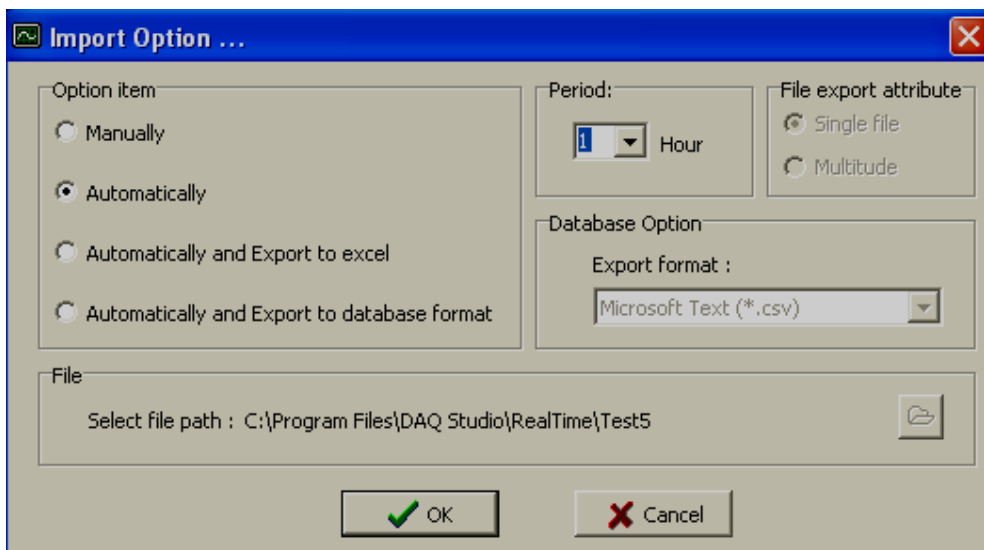 Import Option ...
Option item
Manually
Automatically
Automatically and Export to excel
Automatically and Export to database format
Period:
1 Hour
File export attribute
Single file
Multitude
Database Option
Export format :
Microsoft Text (*.csv)
File
Select file path : C:\Program Files\DAQ Studio\RealTime\Test5
OK
Cancel